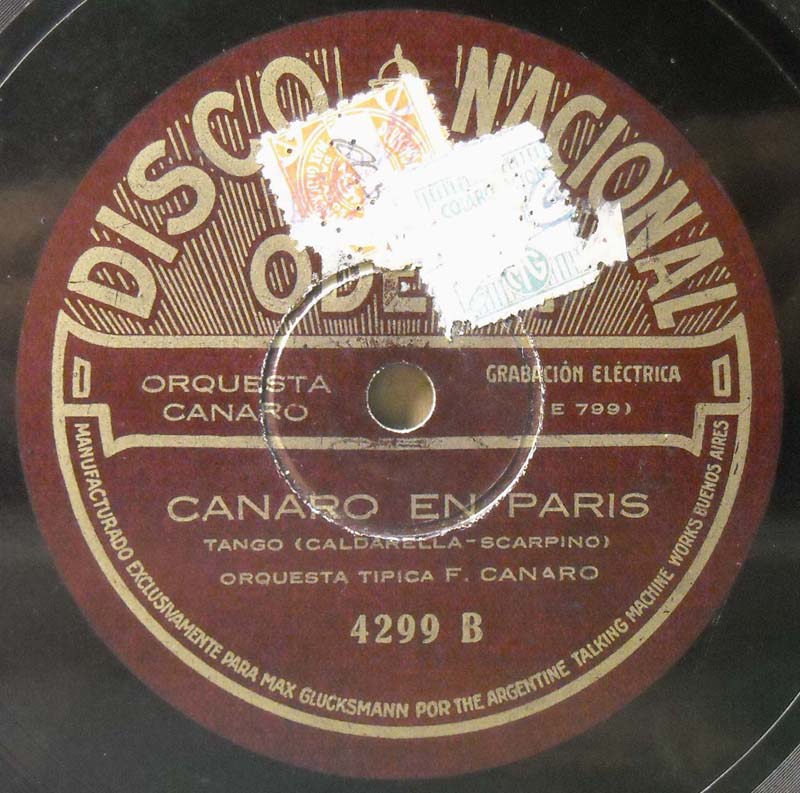 DISCO NACIONAL
ODE
ORQUESTA
CANARO
GRABACIÓN ELÉCTRICA
E 799)
CANARO EN PARIS
TANGO (CALDARELLA-SCARPINO)
ORQUESTA TIPICA F. CANARO
4299 B
MANUFACTURADO EXCLUSIVAMENTE PARA MAX GLUCKSMANN POR THE ARGENTINE TALKING MACHINE WORKS BUENOS AIRES